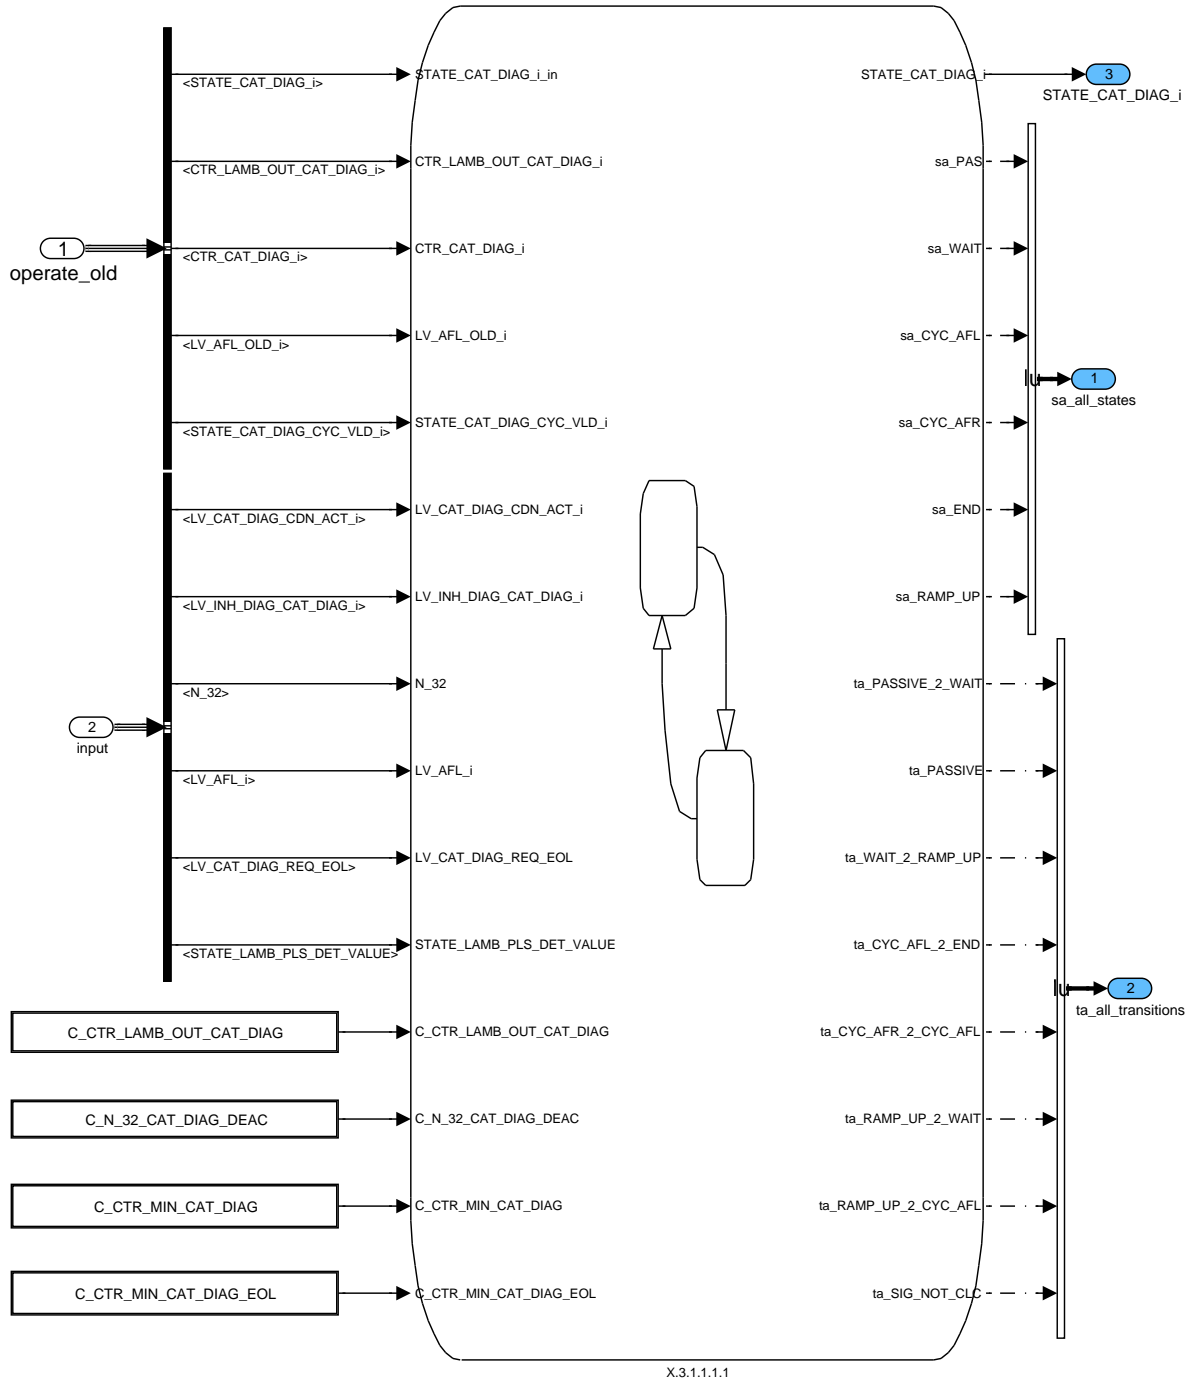 STATE_CAT_DIAG_i_in
STATE_CAT_DIAG_i
3
<STATE_CAT_DIAG_i>
STATE_CAT_DIAG_i
CTR_LAMB_OUT_CAT_DIAG_i
sa_PAS
<CTR_LAMB_OUT_CAT_DIAG_i>
1
CTR_CAT_DIAG_i
sa_WAIT
<CTR_CAT_DIAG_i>
operate_old
LV_AFL_OLD_i
sa_CYC_AFL
<LV_AFL_OLD_i>
1
sa_all_states
STATE_CAT_DIAG_CYC_VLD_i
sa_CYC_AFR
<STATE_CAT_DIAG_CYC_VLD_i>
LV_CAT_DIAG_CDN_ACT_i
sa_END
<LV_CAT_DIAG_CDN_ACT_i>
LV_INH_DIAG_CAT_DIAG_i
sa_RAMP_UP
<LV_INH_DIAG_CAT_DIAG_i>
N_32
ta_PASSIVE_2_WAIT
<N_32>
2
input
LV_AFL_i
ta_PASSIVE
<LV_AFL_i>
LV_CAT_DIAG_REQ_EOL
ta_WAIT_2_RAMP_UP
<LV_CAT_DIAG_REQ_EOL>
STATE_LAMB_PLS_DET_VALUE
ta_CYC_AFL_2_END
<STATE_LAMB_PLS_DET_VALUE>
2
ta_all_transitions
C_CTR_LAMB_OUT_CAT_DIAG
C_CTR_LAMB_OUT_CAT_DIAG
ta_CYC_AFR_2_CYC_AFL
C_N_32_CAT_DIAG_DEAC
C_N_32_CAT_DIAG_DEAC
ta_RAMP_UP_2_WAIT
C_CTR_MIN_CAT_DIAG
C_CTR_MIN_CAT_DIAG
ta_RAMP_UP_2_CYC_AFL
C_CTR_MIN_CAT_DIAG_EOL
C_CTR_MIN_CAT_DIAG_EOL
ta_SIG_NOT_CLC
X.3.1.1.1.1